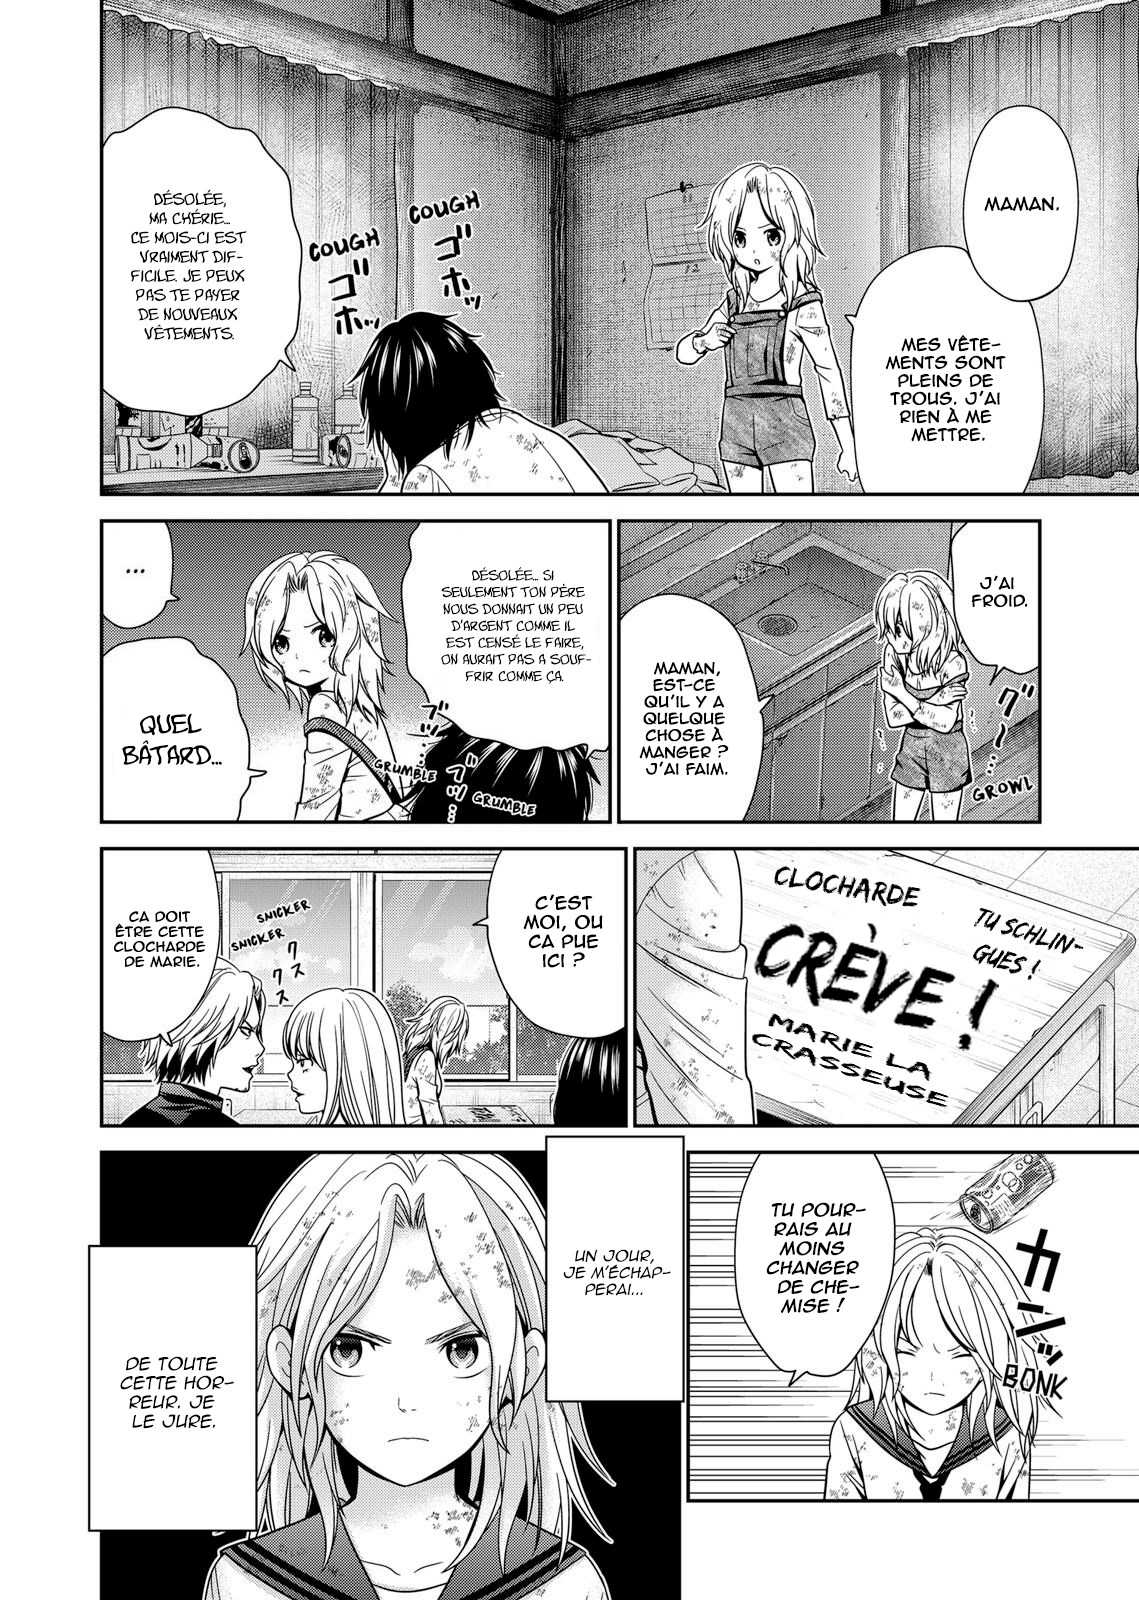 MAMAN.
MES VÊTE-
MENTS SONT
PLEINS DE
TROUS. J'AI
RIEN À ME
METTRE.
12
COUGH
ゴホッ
COUGH
ゴホッ
DÉSOLÉE,
MA CHÉRIE...
CE MOIS-CI EST
VRAIMENT DIF-
FICILE. JE PEUX
PAS TE PAYER
DE NOUVEAUX
VÊTEMENTS.
J'AI
FROID.
MAMAN,
EST-CE
QU'IL Y A
QUELQUE
CHOSE À
MANGER ?
J'AI FAIM.
GROWL
DÉSOLÉE... SI
SEULEMENT TON PÈRE
NOUS DONNAIT UN PEU
D'ARGENT COMME IL
EST CENSÉ LE FAIRE,
ON AURAIT PAS A SOUF-
FRIR COMME ÇA.
GRUMBLE
GRUMBLE
...
QUEL
BÂTARD...
CLOCHARDE
TU SCHLIN-
GUES !
CRÈVE !
MARIE LA
CRASSEUSE
C'EST
MOI, OU
CA PUE
ICI ?
SNICKER
SNICKER
クス
クス
CA DOIT
ÊTRE CETTE
CLOCHARDE
DE MARIE.
TU POUR-
RAIS AU
MOINS
CHANGER
DE CHE-
MISE !
カンッ
BONK
UN JOUR,
JE M'ÉCHAP-
PERAI...
DE TOUTE
CETTE HOR-
REUR. JE
LE JURE.